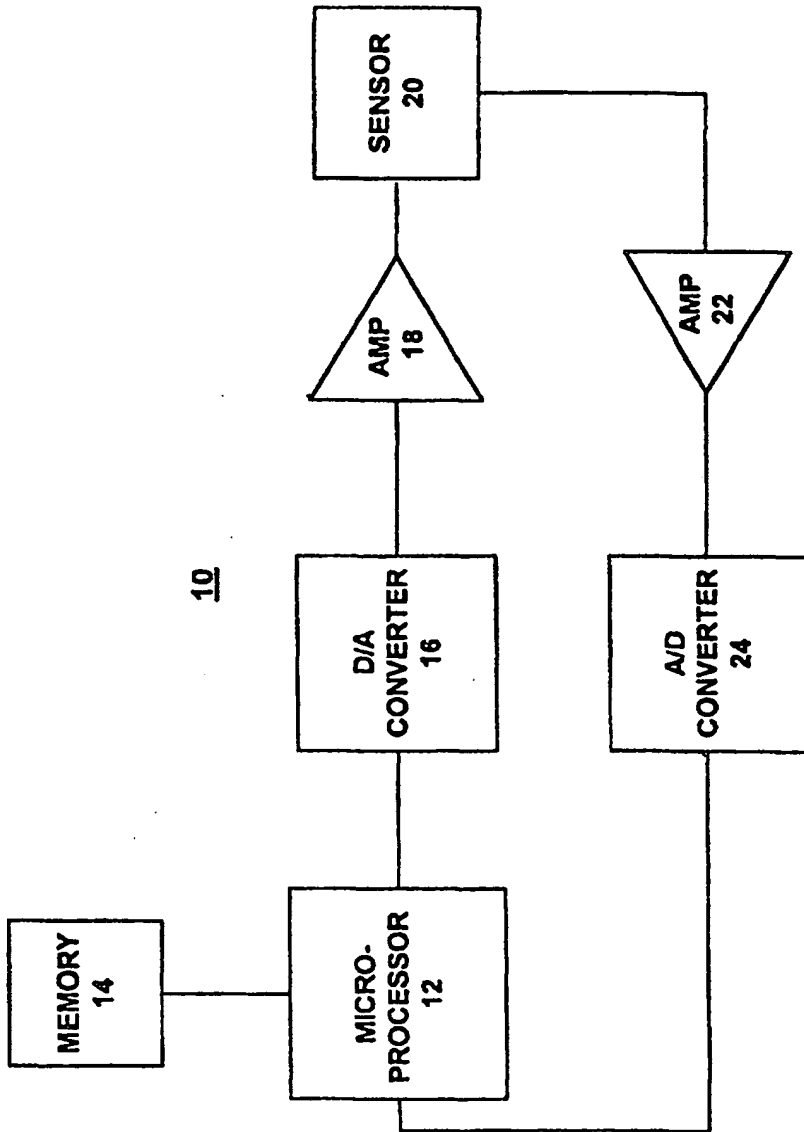 10
MEMORY
14
MICRO-
PROCESSOR
12
D/A
CONVERTER
16
AMP
18
SENSOR
20
AMP
22
A/D
CONVERTER
24